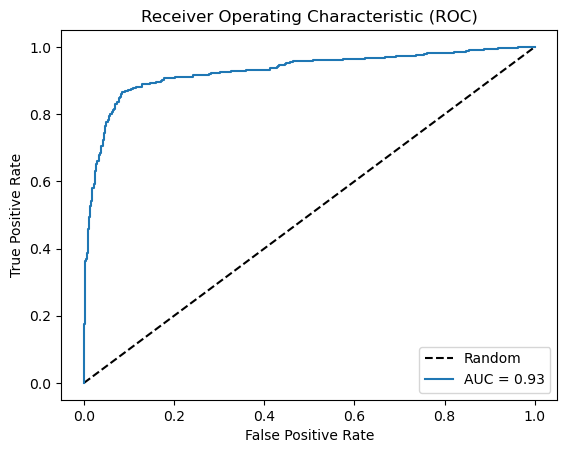 Receiver Operating Characteristic (ROC)
True Positive Rate
1.0
0.8
0.6
0.4
0.2
0.0
Random
AUC = 0.93
0.0 0.2 0.4 0.6 0.8 1.0
False Positive Rate